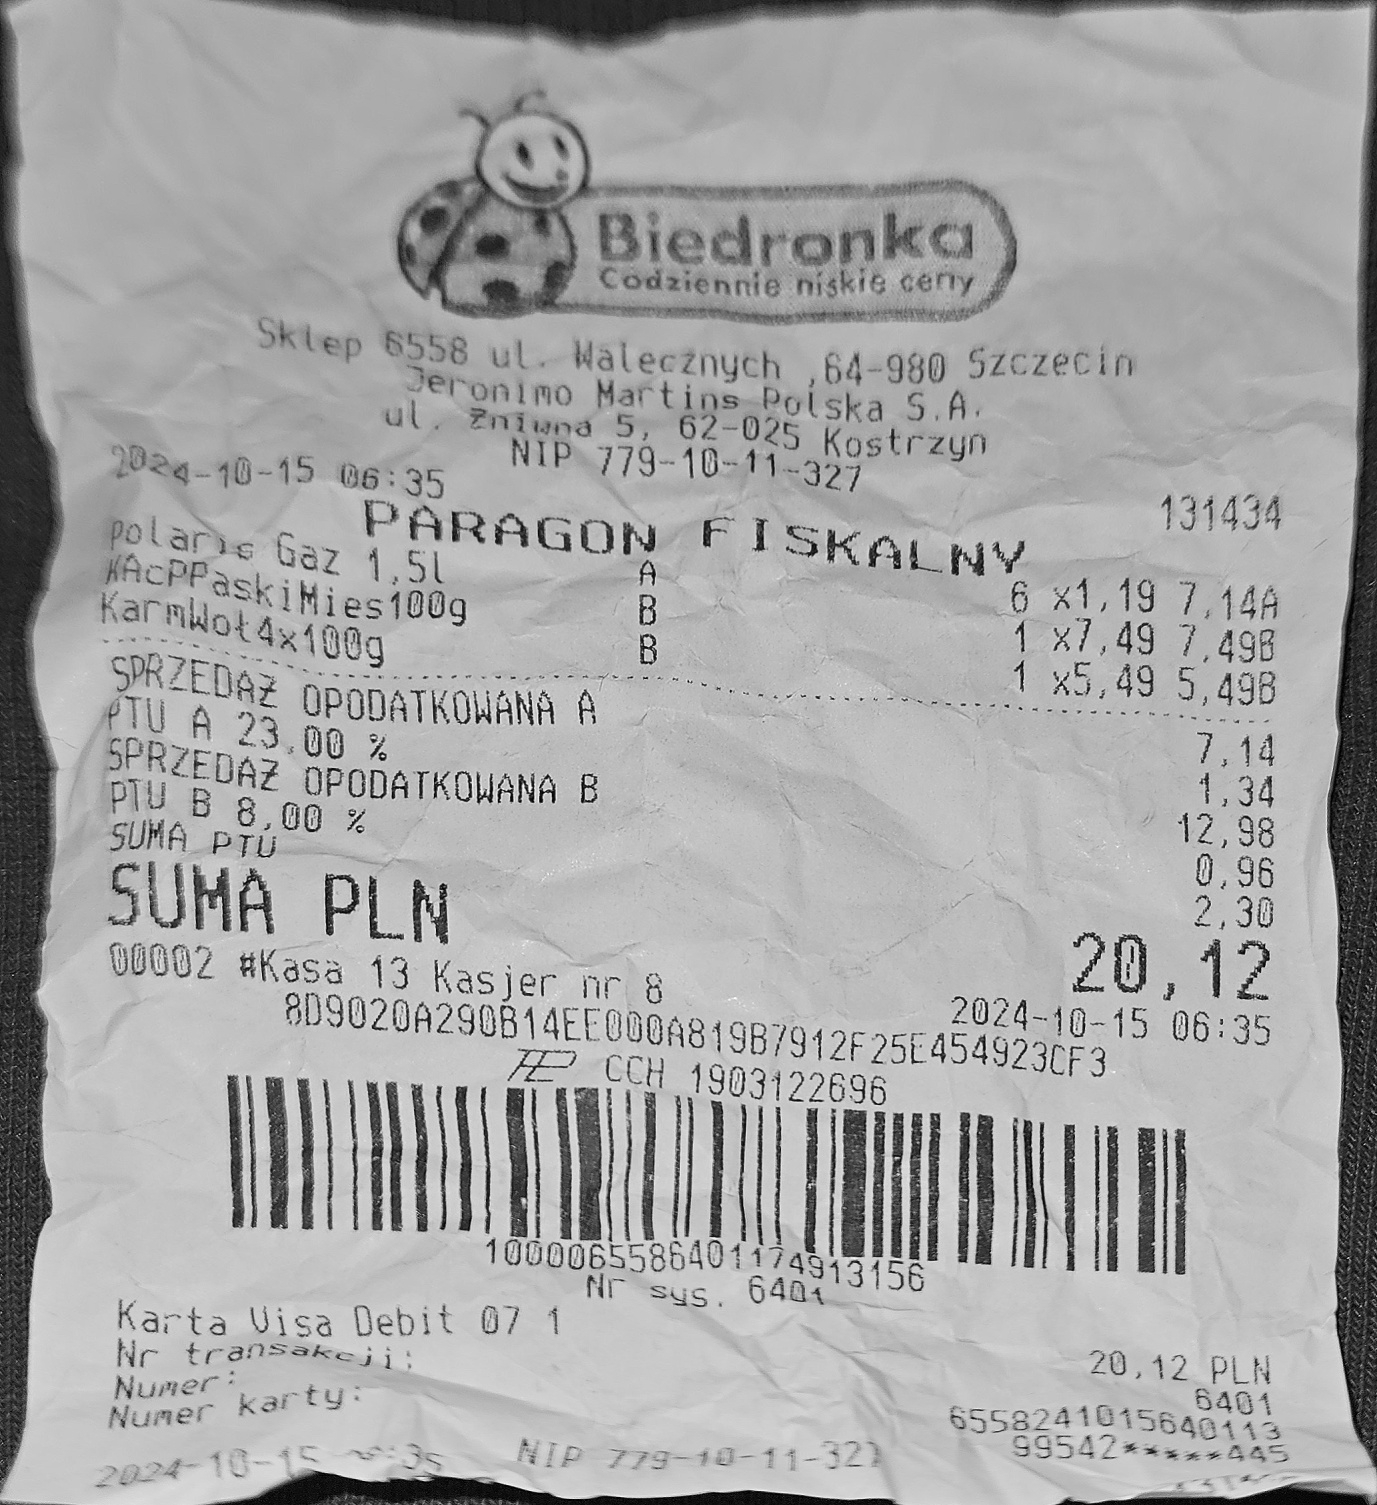 Biedronka
Codziennie niskie ceny
Sklep 6558 ul. Walecznych ,64-980 Szczecin
Jeronimo Martins Polska S.A.
ul. Żniwna 5, 62-025 Kostrzyn
NIP 779-10-11-327
2024-10-15 06:35 131434
PARAGON FISKALNY
polaris Gaz 1,5l A 6 x1,19 7,14A
KAcPPaskiMies100g B 1 x7,49 7,49B
KarmWoł4x100g B 1 x5,49 5,49B
SPRZEDAŻ OPODATKOWANA A 7,14
PTU A 23,00 % 1,34
SPRZEDAŻ OPODATKOWANA B 12,98
PTU B 8,00 % 0,96
SUMA PTU 2,30
SUMA PLN 20,12
00002 #Kasa 13 Kasjer nr 8 2024-10-15 06:35
8D9020A290B14EE000A819B7912F25E454923CF3
CCH 1903122696
1000065586401174913156
Nr sys. 6401
Karta Visa Debit 07 1 20,12 PLN
Nr transakcji: 6401
Numer: 6558241015640113
Numer karty: 99542*****445
2024-10-15 NIP 779-10-11-327